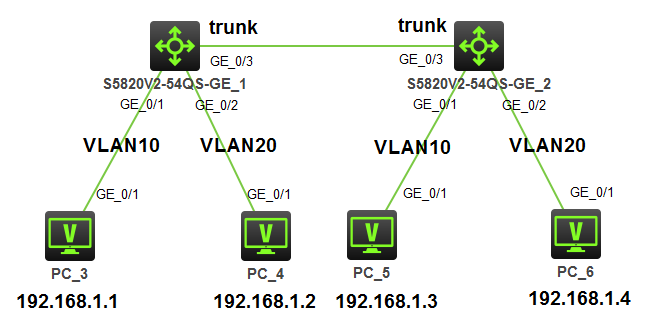 trunk
trunk
GE_0/3
GE_0/3
S5820V2-54QS-GE_1
S5820V2-54QS-GE_2
GE_0/1
GE_0/2
GE_0/1
GE_0/2
VLAN10
VLAN20
VLAN10
VLAN20
GE_0/1
GE_0/1
GE_0/1
GE_0/1
V
V
V
V
PC_3
PC_4
PC_5
PC_6
192.168.1.1
192.168.1.2
192.168.1.3
192.168.1.4